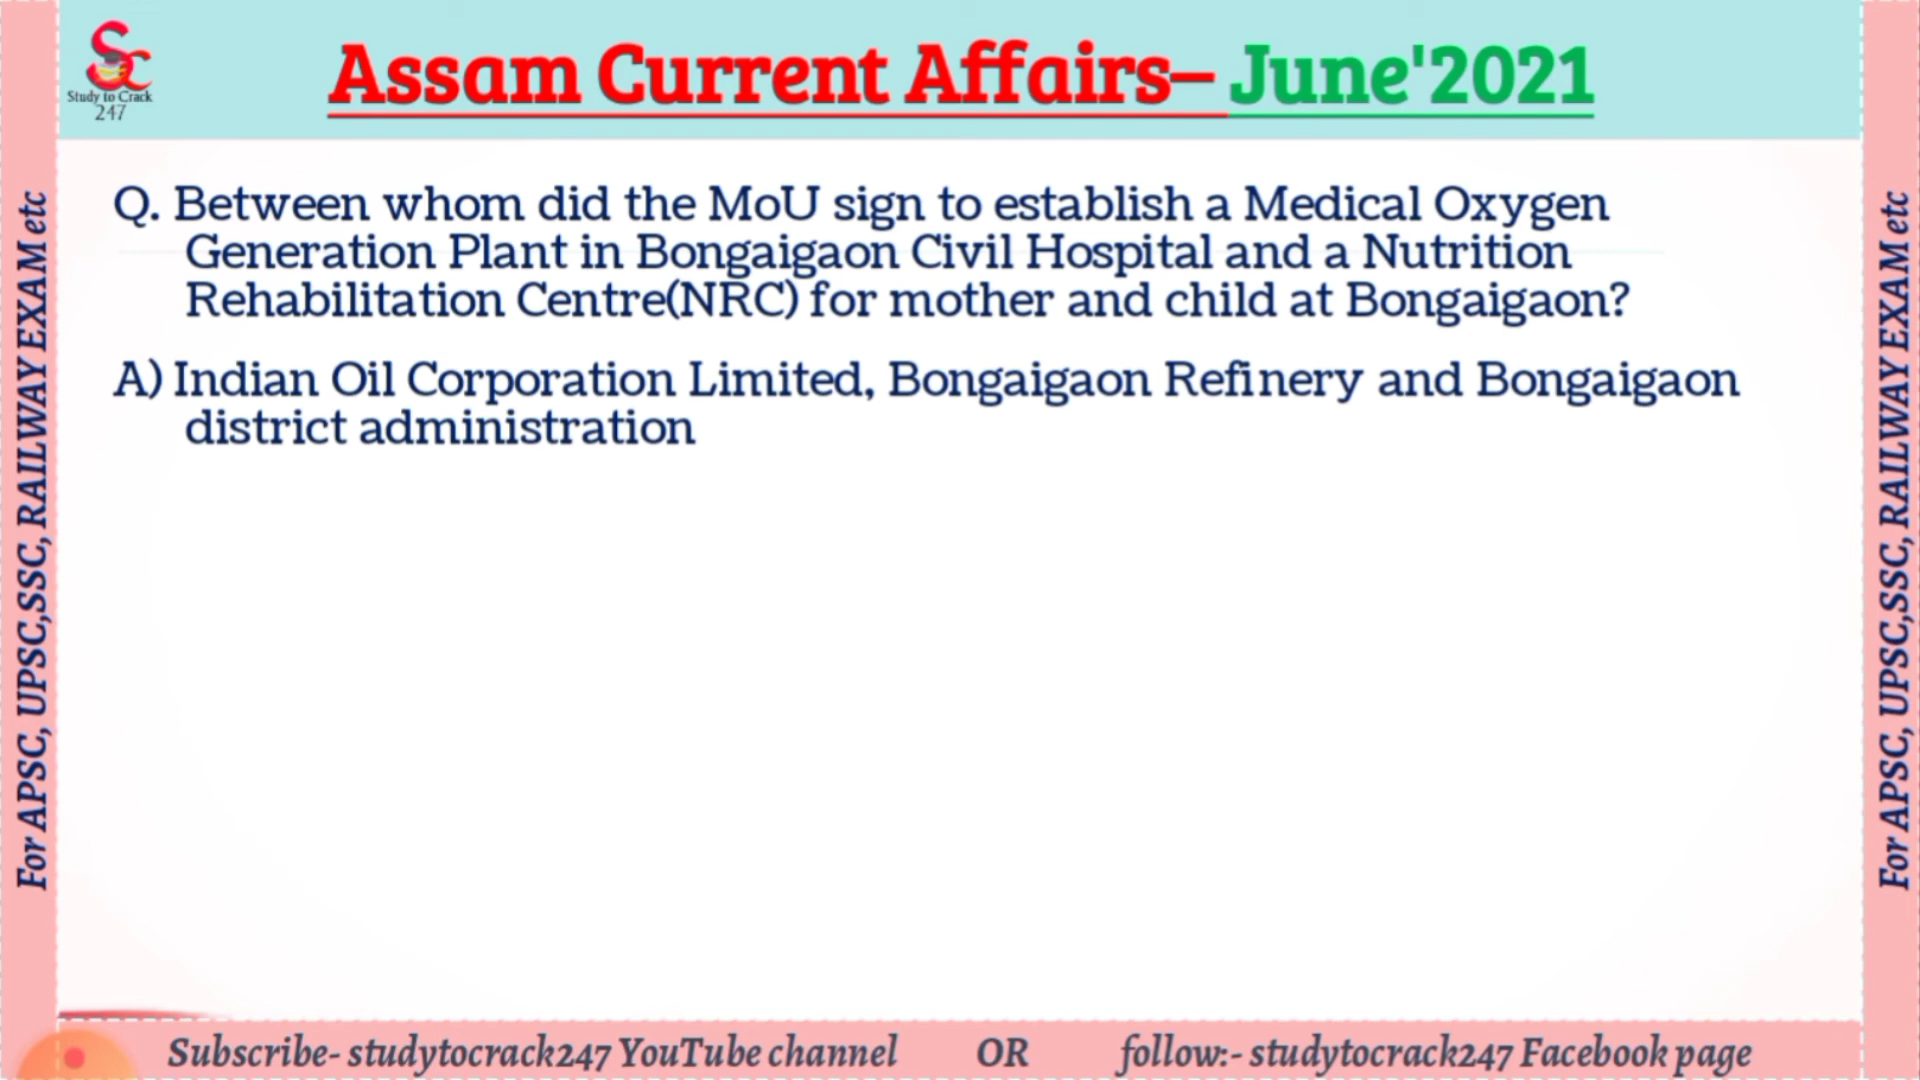 Sc
Study to Crack
247
Assam Current Affairs– June'2021
For APSC, UPSC,SSC, RAILWAY EXAM etc
Q. Between whom did the MoU sign to establish a Medical Oxygen
Generation Plant in Bongaigaon Civil Hospital and a Nutrition
Rehabilitation Centre(NRC) for mother and child at Bongaigaon?
A) Indian Oil Corporation Limited, Bongaigaon Refinery and Bongaigaon
district administration
For APSC, UPSC,SSC, RAILWAY EXAM etc
Subscribe- studytocrack247 YouTube channel OR follow:- studytocrack247 Facebook page